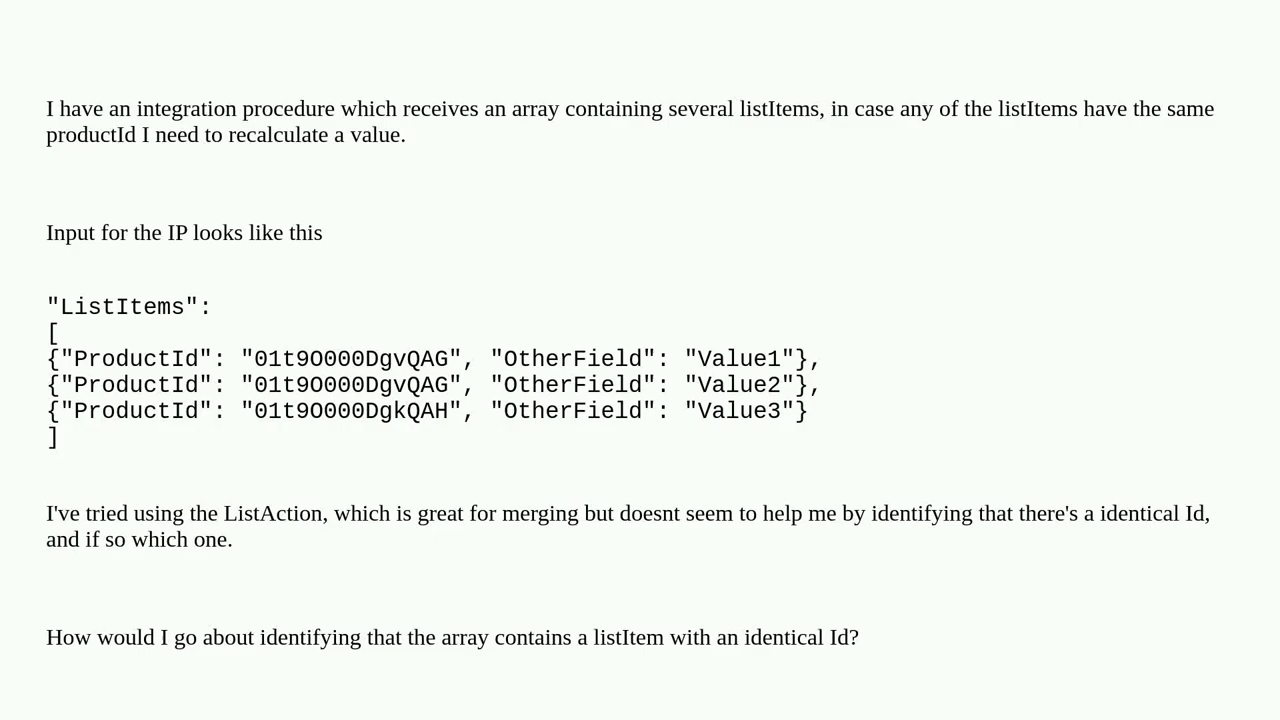 I have an integration procedure which receives an array containing several listItems, in case any of the listItems have the same
productId I need to recalculate a value.
Input for the IP looks like this
"ListItems":
[
{"ProductId": "01t9O000DgvQAG", "OtherField": "Value1"},
{"ProductId": "01t9O000DgvQAG", "OtherField": "Value2"},
{"ProductId": "01t9O000DgkQAH", "OtherField": "Value3"}
]
I've tried using the ListAction, which is great for merging but doesnt seem to help me by identifying that there's a identical Id,
and if so which one.
How would I go about identifying that the array contains a listItem with an identical Id?